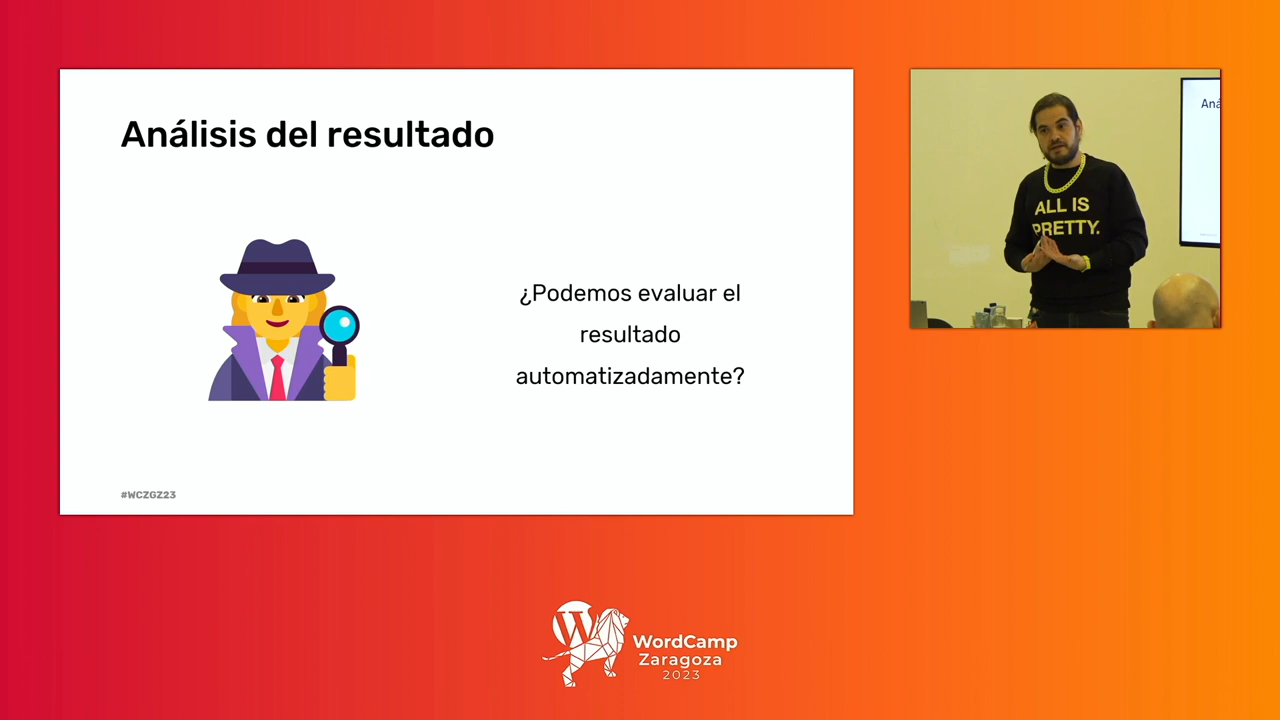 Análisis del resultado
¿Podemos evaluar el
resultado
automatizadamente?
#WCZGZ23
Aná
ALL IS
PRETTY.
W
WordCamp
Zaragoza
2023